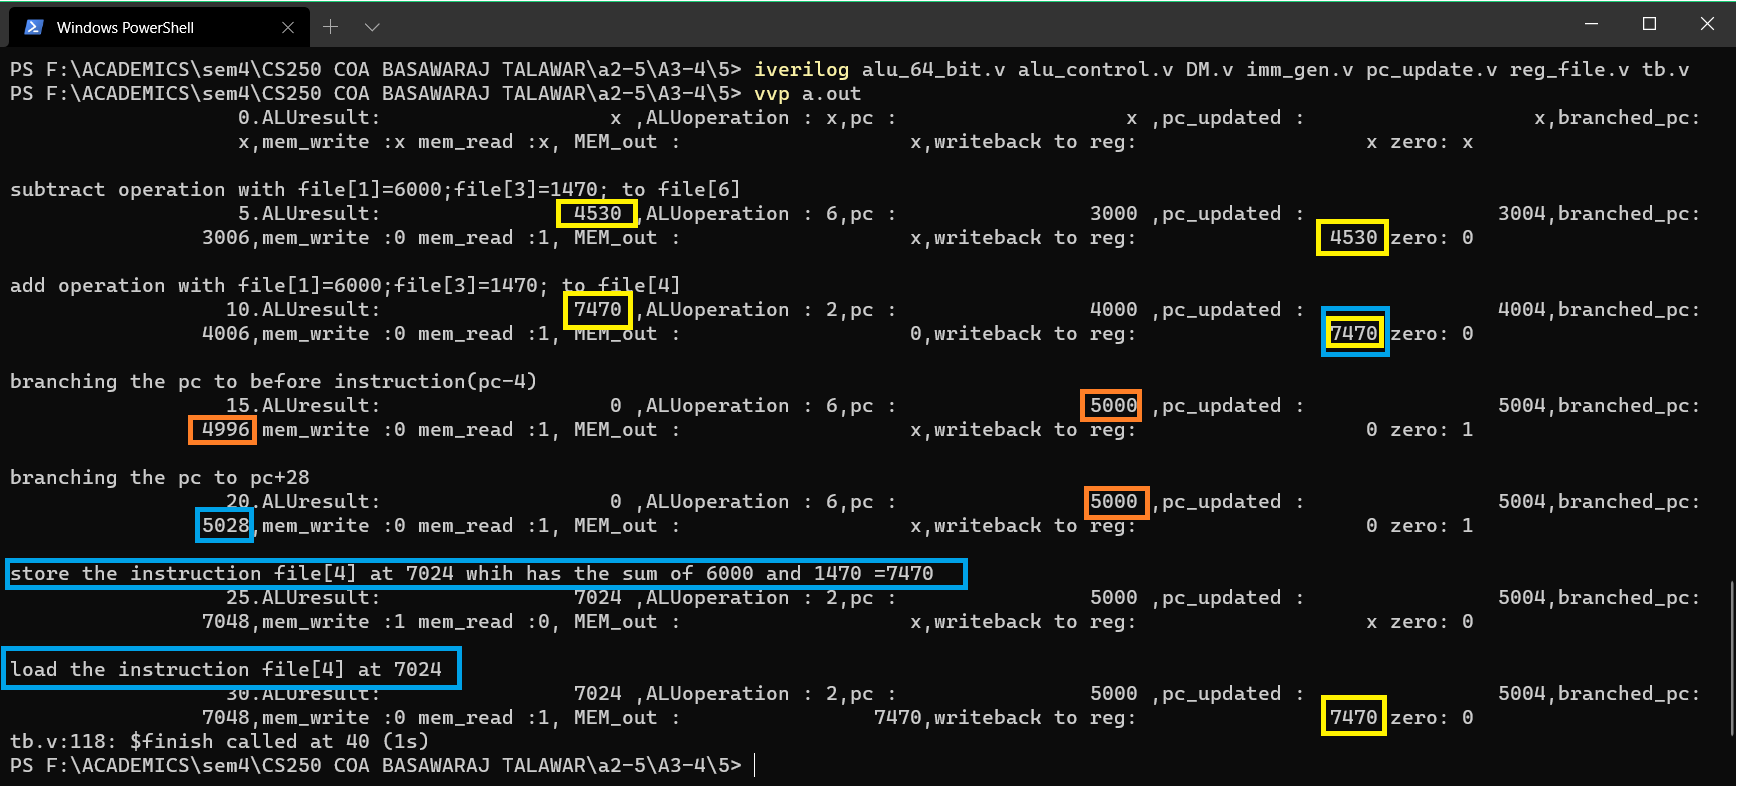 Windows PowerShell
PS F:\ACADEMICS\sem4\CS250 COA BASAWARAJ TALAWAR\a2-5\A3-4\5> iverilog alu_64_bit.v alu_control.v DM.v imm_gen.v pc_update.v reg_file.v tb.v
PS F:\ACADEMICS\sem4\CS250 COA BASAWARAJ TALAWAR\a2-5\A3-4\5> vvp a.out
0.ALUresult: x ,ALUoperation : x,pc : x ,pc_updated : x,branched_pc:
x,mem_write :x mem_read :x, MEM_out : x,writeback to reg: x zero: x
subtract operation with file[1]=6000;file[3]=1470; to file[6]
5.ALUresult: 4530 ,ALUoperation : 6,pc : 3000 ,pc_updated : 3004,branched_pc:
3006,mem_write :0 mem_read :1, MEM_out : x,writeback to reg: 4530 zero: 0
add operation with file[1]=6000;file[3]=1470; to file[4]
10.ALUresult: 7470 ,ALUoperation : 2,pc : 4000 ,pc_updated : 4004,branched_pc:
4006,mem_write :0 mem_read :1, MEM_out : 0,writeback to reg: 7470 zero: 0
branching the pc to before instruction(pc-4)
15.ALUresult: 0 ,ALUoperation : 6,pc : 5000 ,pc_updated : 5004,branched_pc:
4996,mem_write :0 mem_read :1, MEM_out : x,writeback to reg: 0 zero: 1
branching the pc to pc+28
20.ALUresult: 0 ,ALUoperation : 6,pc : 5000 ,pc_updated : 5004,branched_pc:
5028,mem_write :0 mem_read :1, MEM_out : x,writeback to reg: 0 zero: 1
store the instruction file[4] at 7024 whih has the sum of 6000 and 1470 =7470
25.ALUresult: 7024 ,ALUoperation : 2,pc : 5000 ,pc_updated : 5004,branched_pc:
7048,mem_write :1 mem_read :0, MEM_out : x,writeback to reg: x zero: 0
load the instruction file[4] at 7024
30.ALUresult: 7024 ,ALUoperation : 2,pc : 5000 ,pc_updated : 5004,branched_pc:
7048,mem_write :0 mem_read :1, MEM_out : 7470,writeback to reg: 7470 zero: 0
tb.v:118: $finish called at 40 (1s)
PS F:\ACADEMICS\sem4\CS250 COA BASAWARAJ TALAWAR\a2-5\A3-4\5>